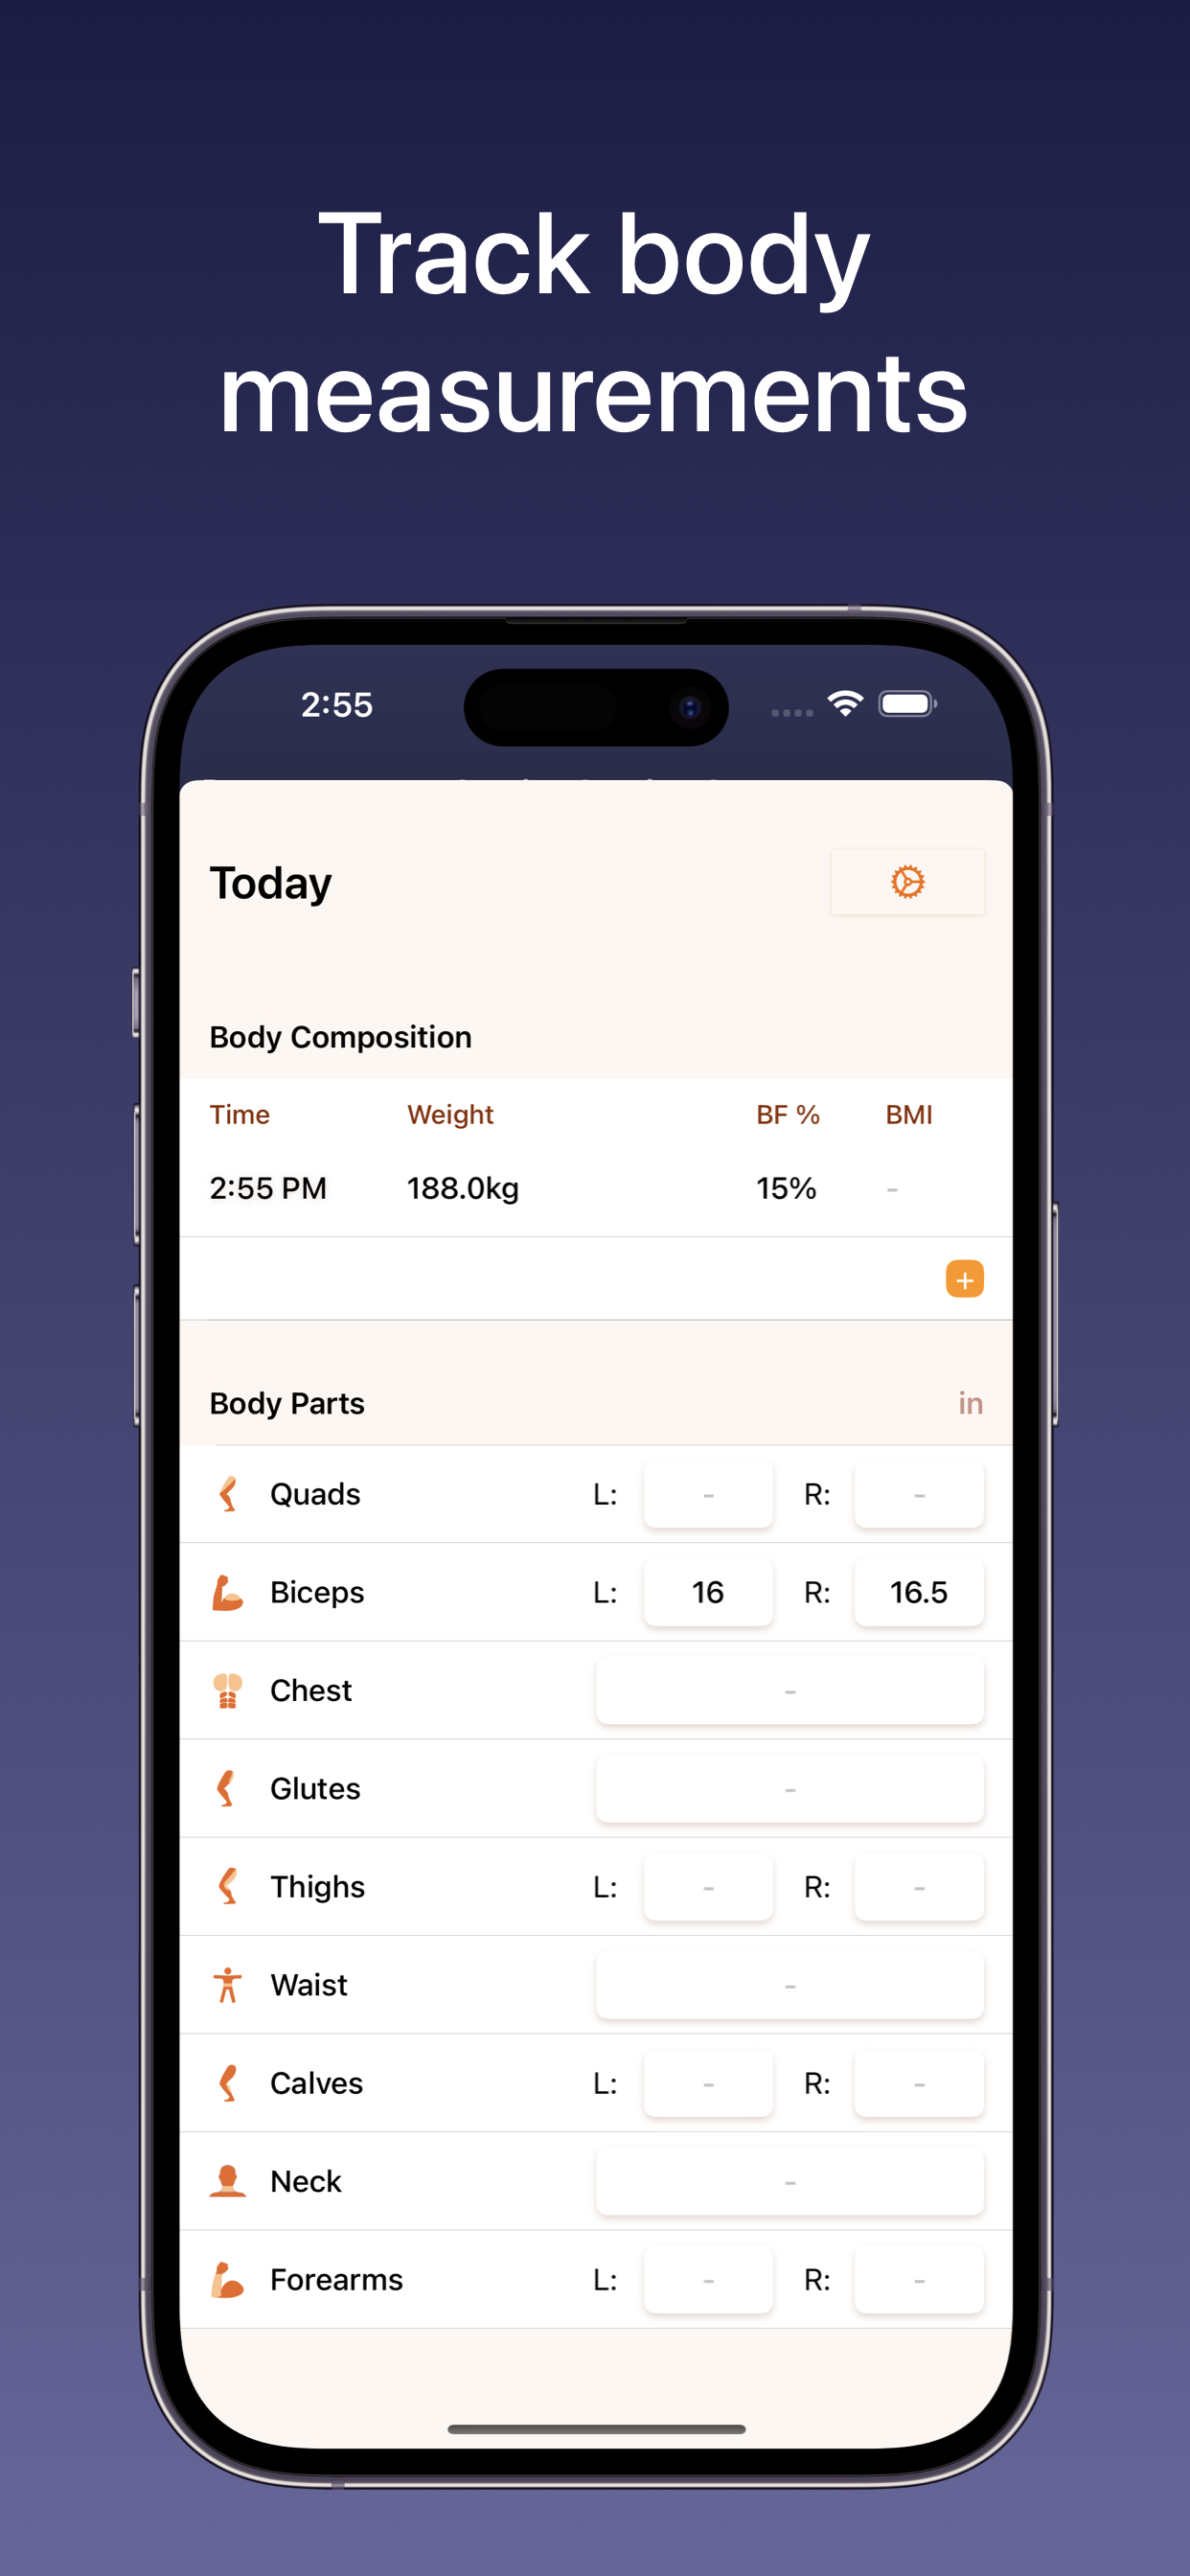 Track body
measurements
2:55
Today
Body Composition
Time Weight BF % BMI
2:55 PM 188.0kg 15% -
+
Body Parts in
Quads L: - R: -
Biceps L: 16 R: 16.5
Chest -
Glutes -
Thighs L: - R: -
Waist -
Calves L: - R: -
Neck -
Forearms L: - R: -